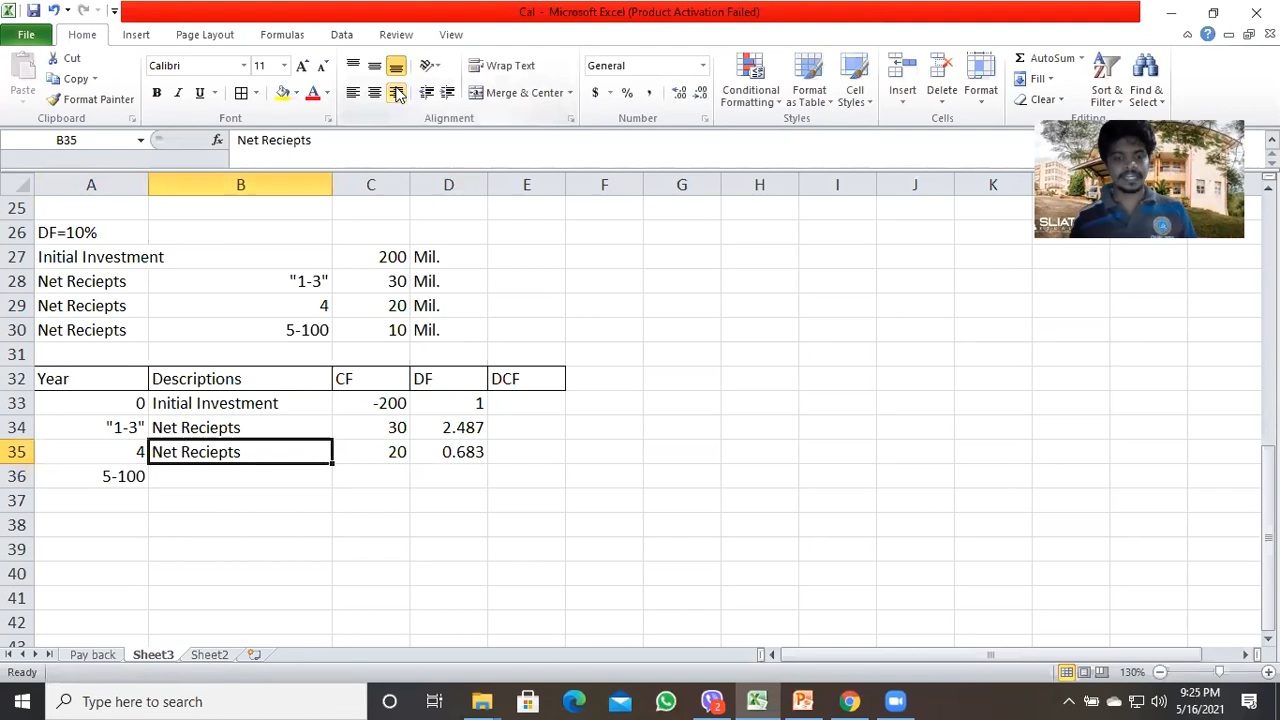 Cal - Microsoft Excel (Product Activation Failed)
File Home Insert Page Layout Formulas Data Review View
Paste Cut Copy Format Painter Clipboard
Calibri 11 B I U Font
Wrap Text Merge & Center Alignment
General $ % , Number
Conditional Formatting Format as Table Cell Styles Styles
Insert Delete Format Cells
Σ AutoSum Fill Clear Sort & Filter Find & Select Editing
B35 fx Net Reciepts
A B C D E F G H I J K
25
26 DF=10%
27 Initial Investment 200 Mil.
28 Net Reciepts "1-3" 30 Mil.
29 Net Reciepts 4 20 Mil.
30 Net Reciepts 5-100 10 Mil.
31
32 Year Descriptions CF DF DCF
33 0 Initial Investment -200 1
34 "1-3" Net Reciepts 30 2.487
35 4 Net Reciepts 20 0.683
36 5-100
37
38
39
40
41
42
43
SLIAT
Pay back Sheet3 Sheet2
Ready 130%
Type here to search 2 9:25 PM
5/16/2021